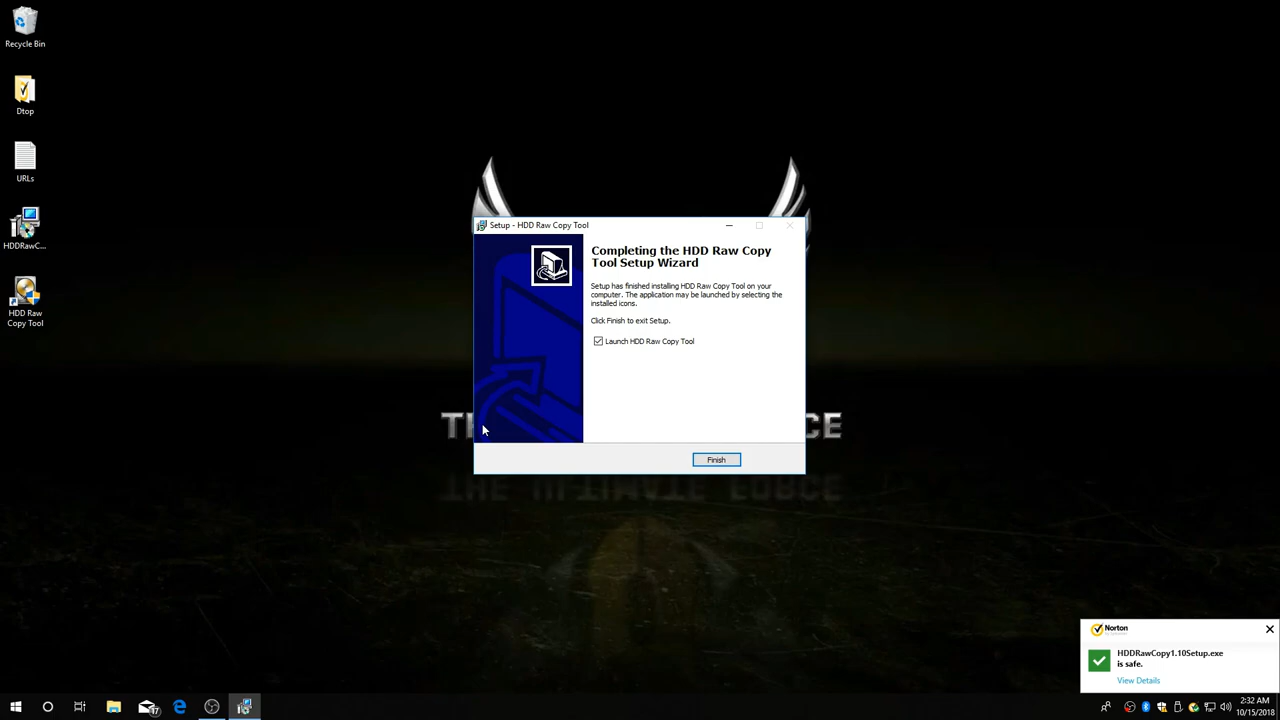 Recycle Bin
Dtop
URLs
HDDRawC...
HDD Raw
Copy Tool
Setup - HDD Raw Copy Tool
Completing the HDD Raw Copy
Tool Setup Wizard
Setup has finished installing HDD Raw Copy Tool on your
computer. The application may be launched by selecting the
installed icons.
Click Finish to exit Setup.
Launch HDD Raw Copy Tool
Finish
Norton
HDDRawCopy1.10Setup.exe
is safe.
View Details
2:32 AM
10/15/2018